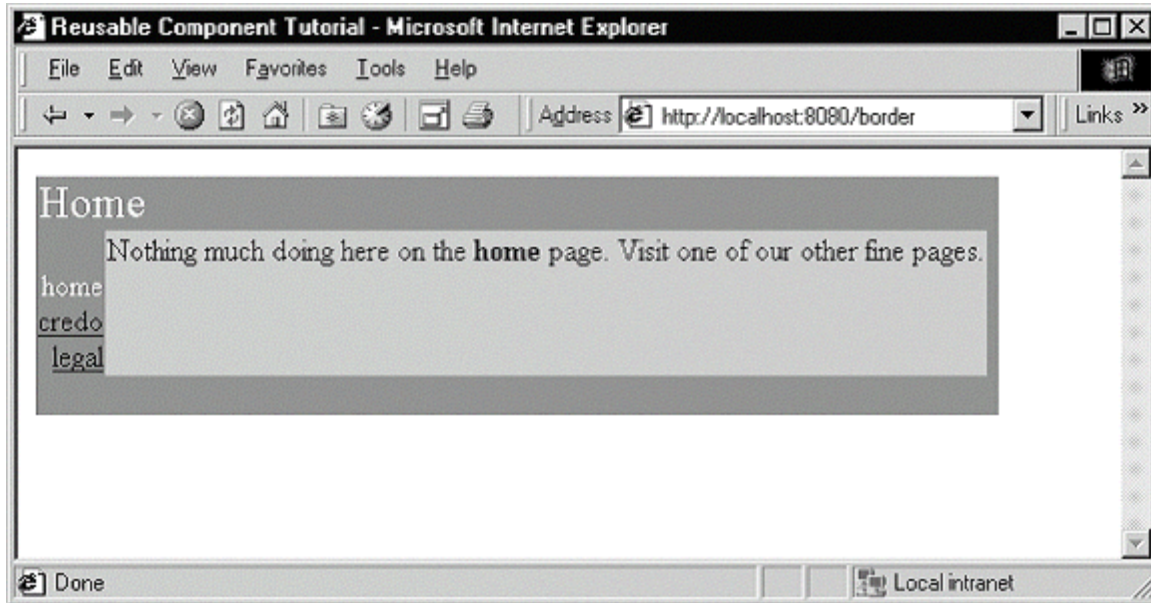 Reusable Component Tutorial - Microsoft Internet Explorer
File Edit View Favorites Tools Help
Address http://localhost:8080/border Links »
Home
Nothing much doing here on the home page. Visit one of our other fine pages.
home
credo
legal
Done Local intranet